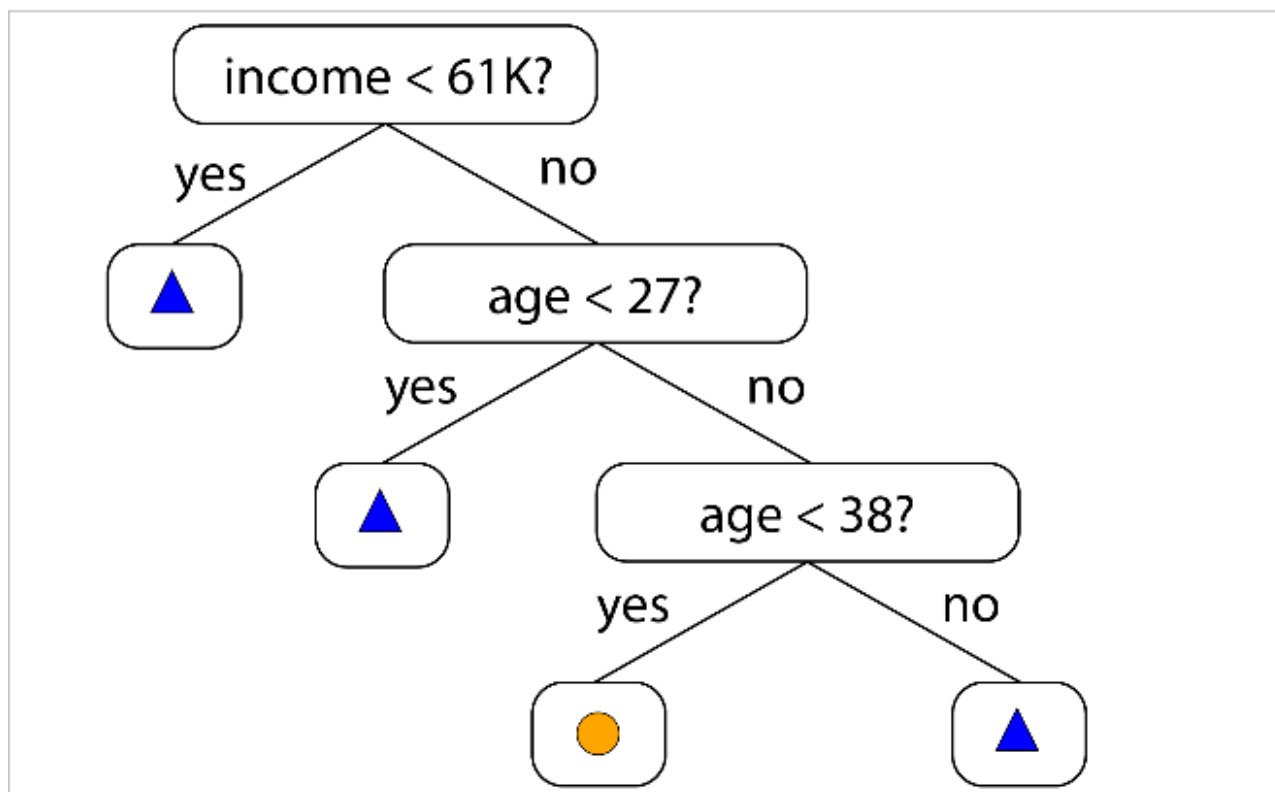 income < 61K?
yes
no
age < 27?
yes
no
age < 38?
yes
no